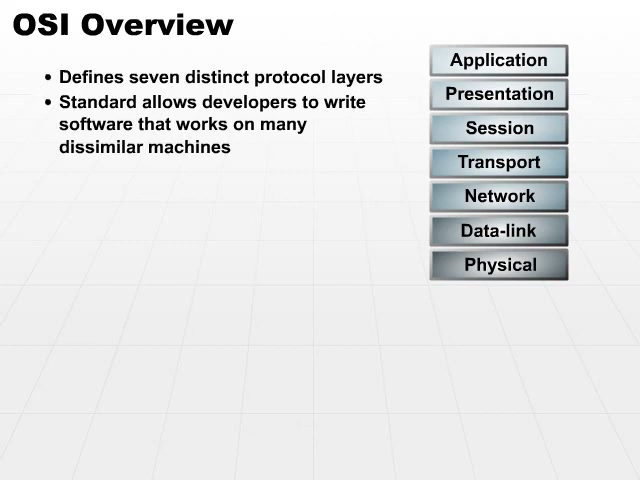 OSI Overview
• Defines seven distinct protocol layers
• Standard allows developers to write
software that works on many
dissimilar machines
Application
Presentation
Session
Transport
Network
Data-link
Physical